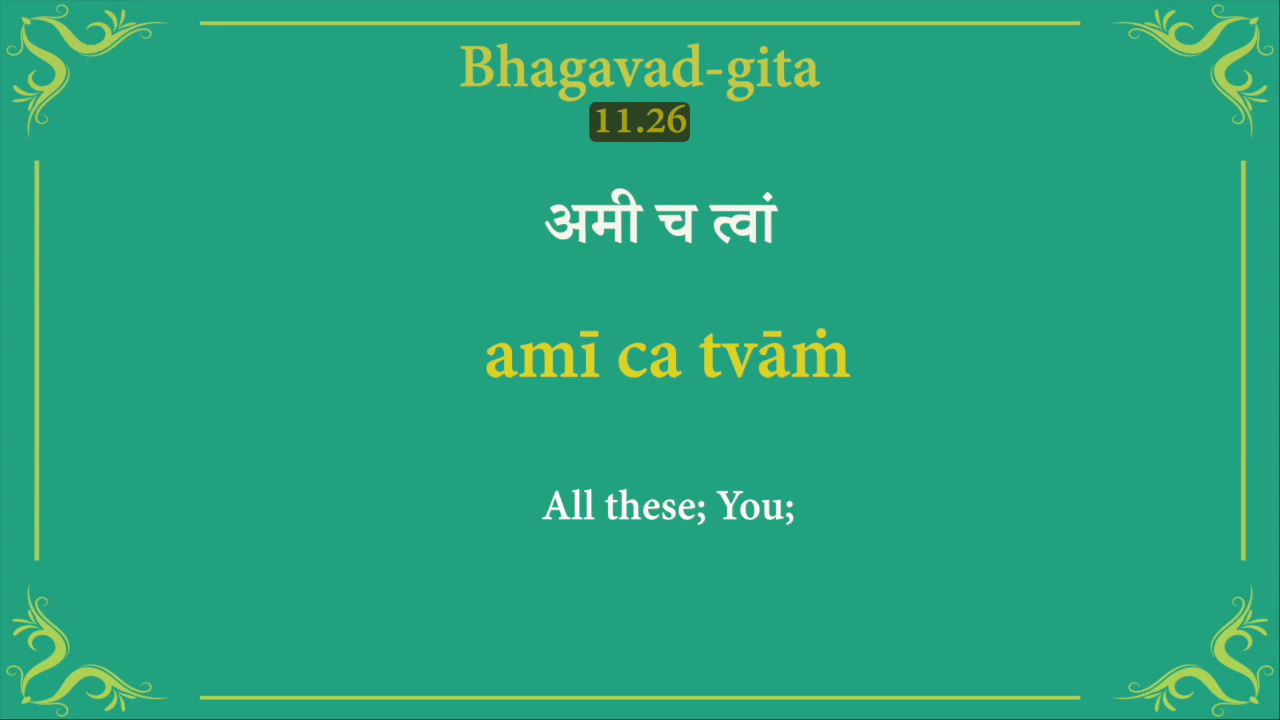 Bhagavad-gita
11.26
अमी च त्वां
amī ca tvāṁ
All these; You;